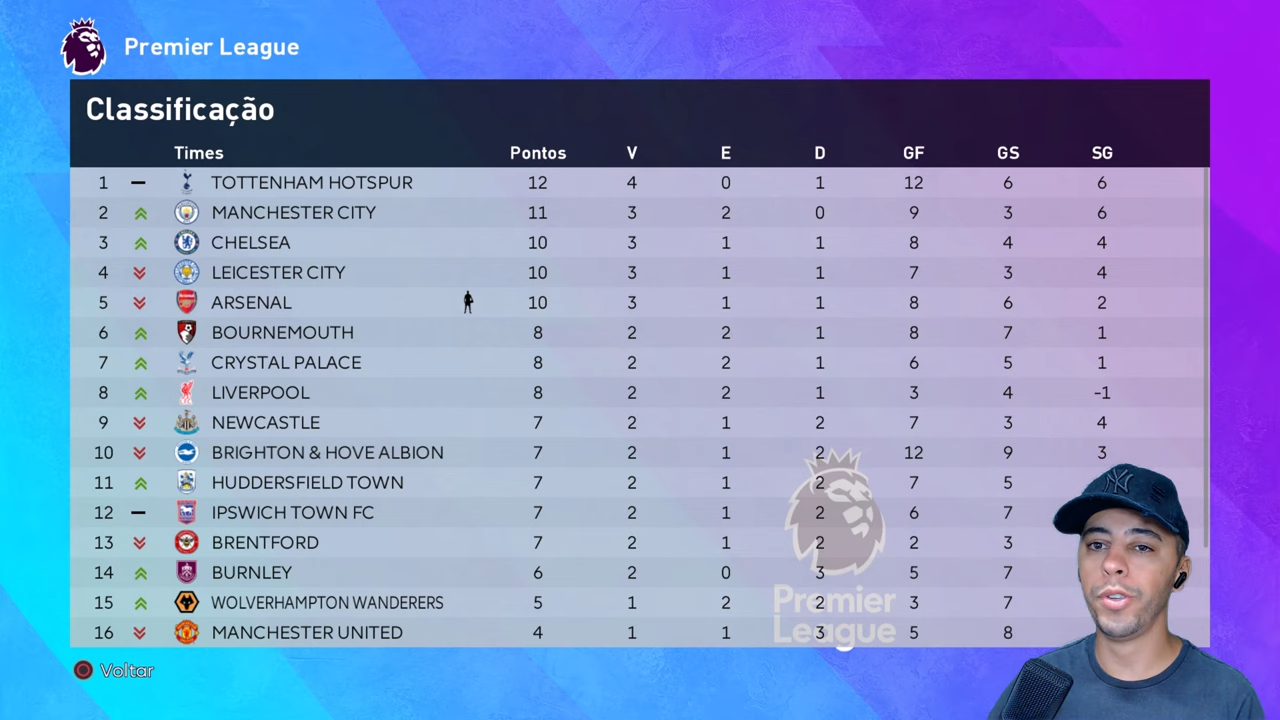 Premier League
Classificação
Times Pontos V E D GF GS SG
1 TOTTENHAM HOTSPUR 12 4 0 1 12 6 6
2 MANCHESTER CITY 11 3 2 0 9 3 6
3 CHELSEA 10 3 1 1 8 4 4
4 LEICESTER CITY 10 3 1 1 7 3 4
5 ARSENAL 10 3 1 1 8 6 2
6 BOURNEMOUTH 8 2 2 1 8 7 1
7 CRYSTAL PALACE 8 2 2 1 6 5 1
8 LIVERPOOL 8 2 2 1 3 4 -1
9 NEWCASTLE 7 2 1 2 7 3 4
10 BRIGHTON & HOVE ALBION 7 2 1 2 12 9 3
11 HUDDERSFIELD TOWN 7 2 1 2 7 5
12 IPSWICH TOWN FC 7 2 1 2 6 7
13 BRENTFORD 7 2 1 2 2 3
14 BURNLEY 6 2 0 3 5 7
15 WOLVERHAMPTON WANDERERS 5 1 2 2 3 7
16 MANCHESTER UNITED 4 1 1 3 5 8
Premier
League
Voltar
NY